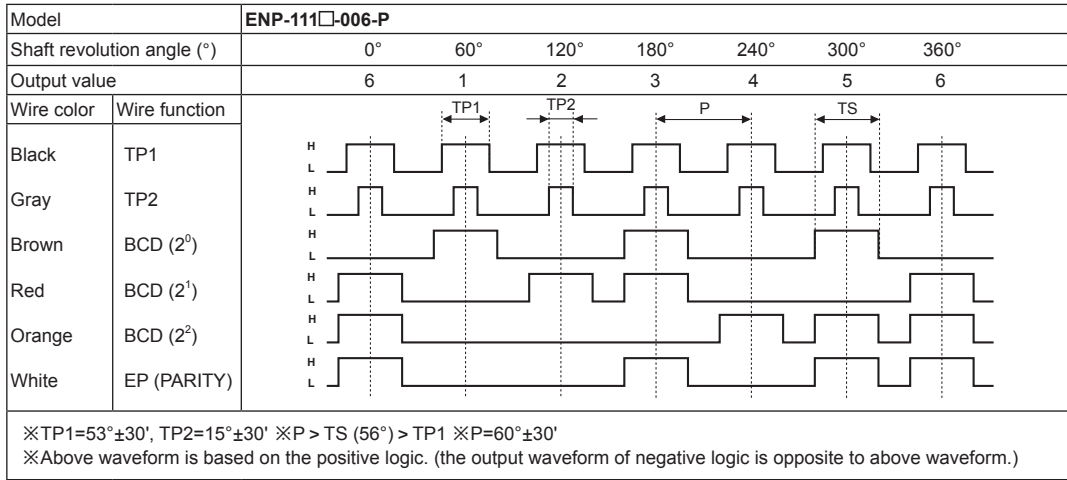 Model ENP-111□-006-P
Shaft revolution angle (°) 0° 60° 120° 180° 240° 300° 360°
Output value 6 1 2 3 4 5 6
Wire color Wire function TP1 TP2 P TS
Black TP1 H L
Gray TP2 H L
Brown BCD (2⁰) H L
Red BCD (2¹) H L
Orange BCD (2²) H L
White EP (PARITY) H L
※TP1=53°±30', TP2=15°±30' ※P > TS (56°) > TP1 ※P=60°±30'
※Above waveform is based on the positive logic. (the output waveform of negative logic is opposite to above waveform.)